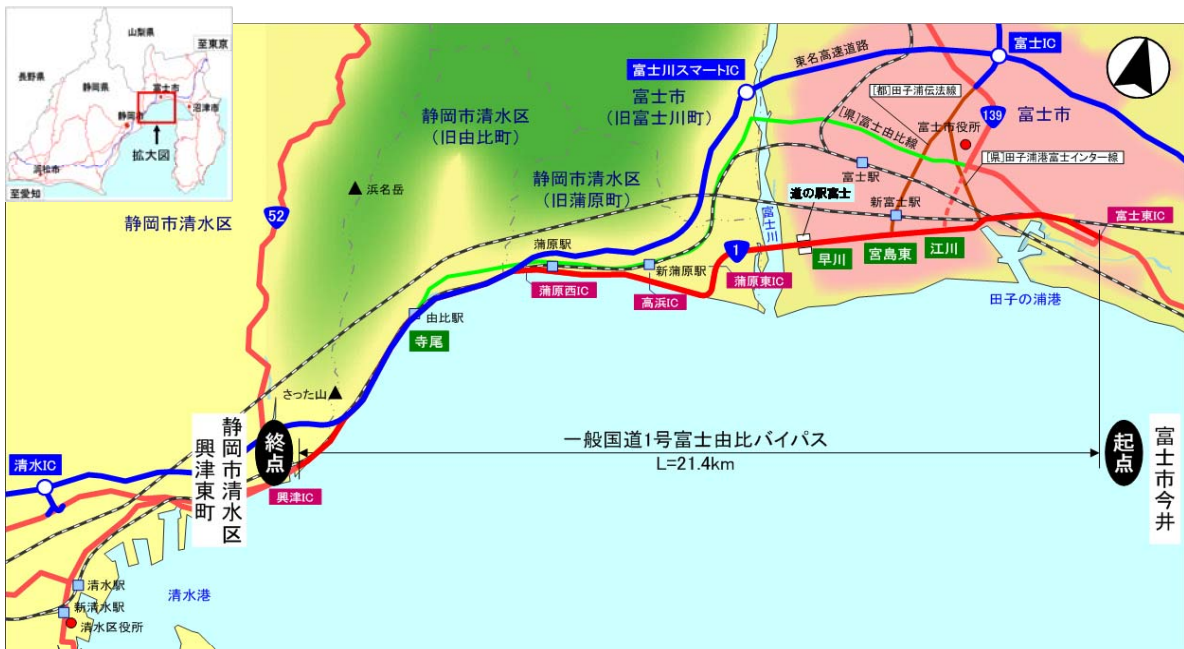 山梨県
至東京
長野県
静岡県
富士市
沼津市
静岡市
浜松市
拡大図
至愛知
東名高速道路
富士IC
富士川スマートIC
富士市
(旧富士川町)
[都]田子浦伝法線
139
富士市
富士市役所
[県]富士由比線
[県]田子浦港富士インター線
静岡市清水区
(旧由比町)
浜名岳
静岡市清水区
(旧蒲原町)
富士川
富士駅
道の駅富士
新富士駅
富士東IC
静岡市清水区
52
蒲原駅
新蒲原駅
1
早川
宮島東
江川
蒲原西IC
高浜IC
蒲原東IC
田子の浦港
由比駅
寺尾
さった山
終点
静岡市清水区
興津東町
一般国道1号富士由比バイパス
L=21.4km
起点
富士市今井
清水IC
興津IC
清水駅
新清水駅
清水区役所
清水港